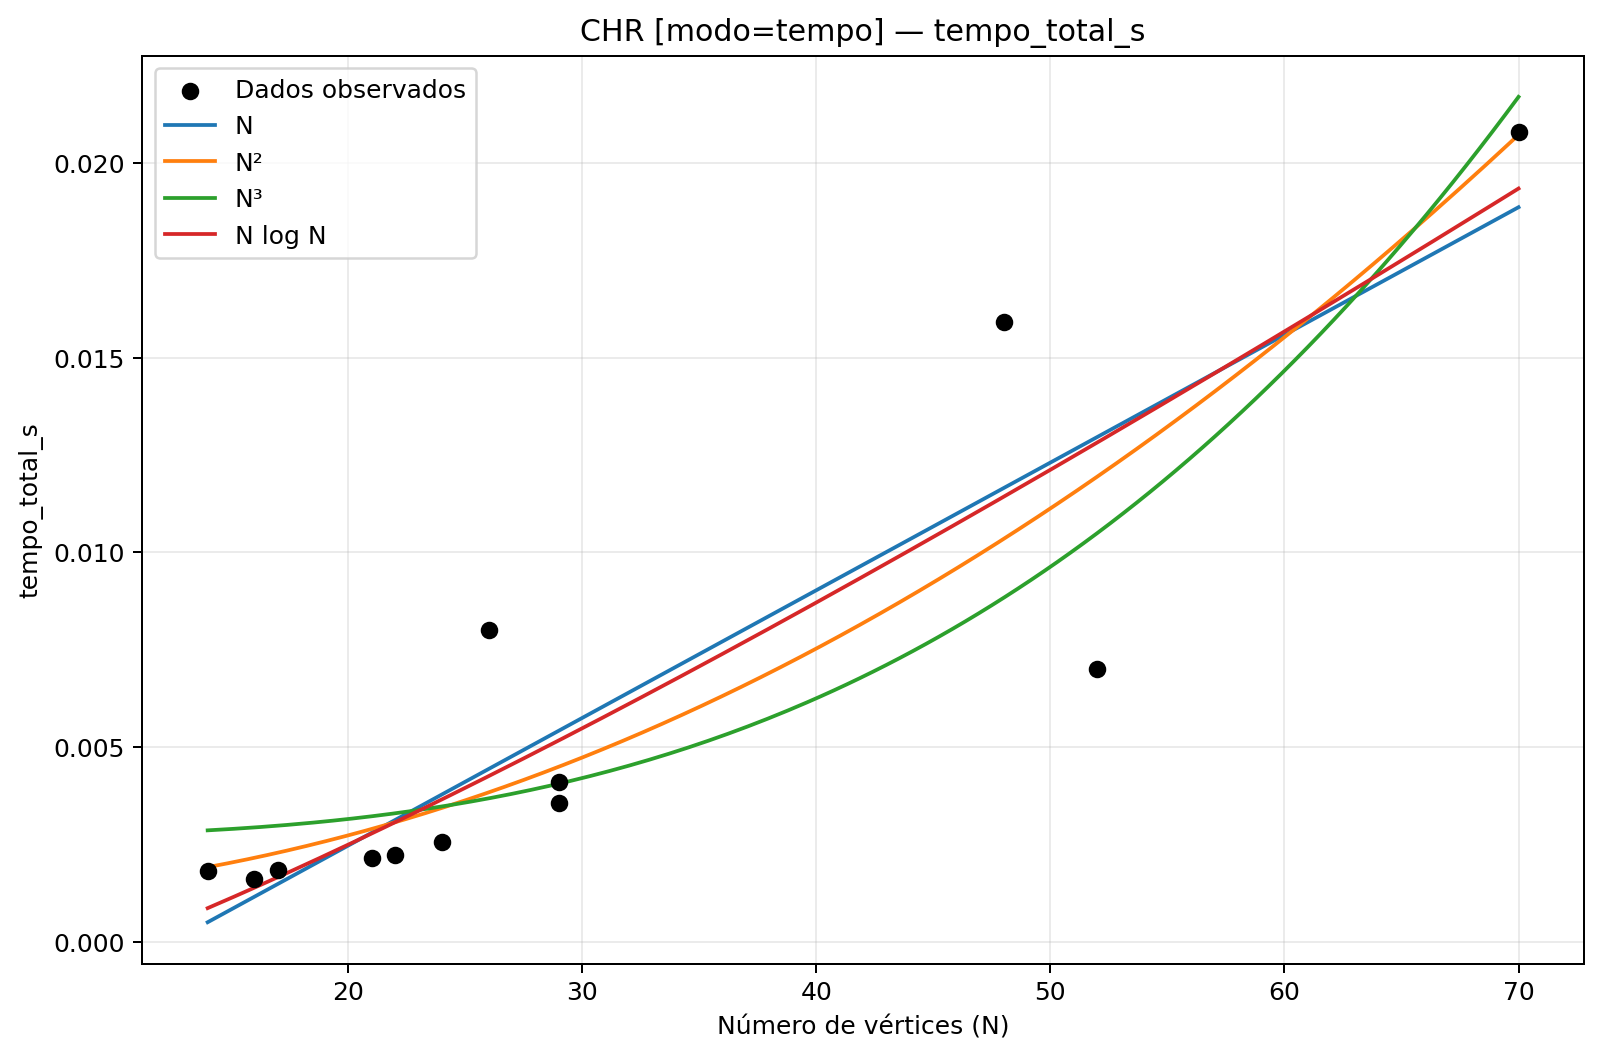 CHR [modo=tempo] — tempo_total_s
Dados observados
N
N²
N³
N log N
tempo_total_s
0.020
0.015
0.010
0.005
0.000
20
30
40
50
60
70
Número de vértices (N)